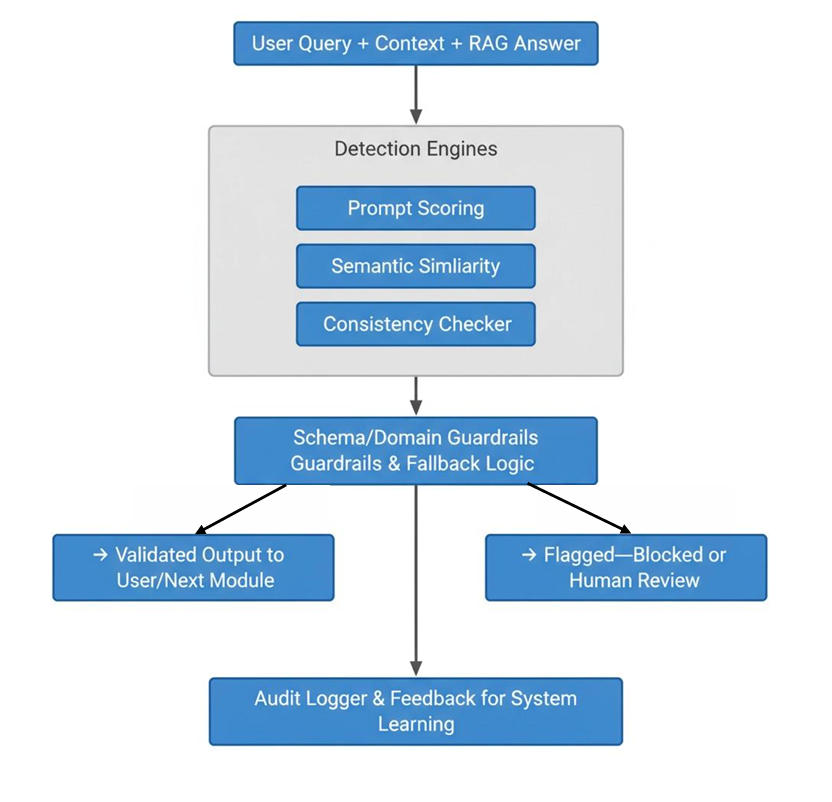 User Query + Context + RAG Answer
Detection Engines
Prompt Scoring
Semantic Simliarity
Consistency Checker
Schema/Domain Guardrails
Guardrails & Fallback Logic
→ Validated Output to
User/Next Module
→ Flagged—Blocked or
Human Review
Audit Logger & Feedback for System
Learning